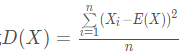 ;D(X) = \frac{\sum_{i=1}^{n} (X_i - E(X))^2}{n}